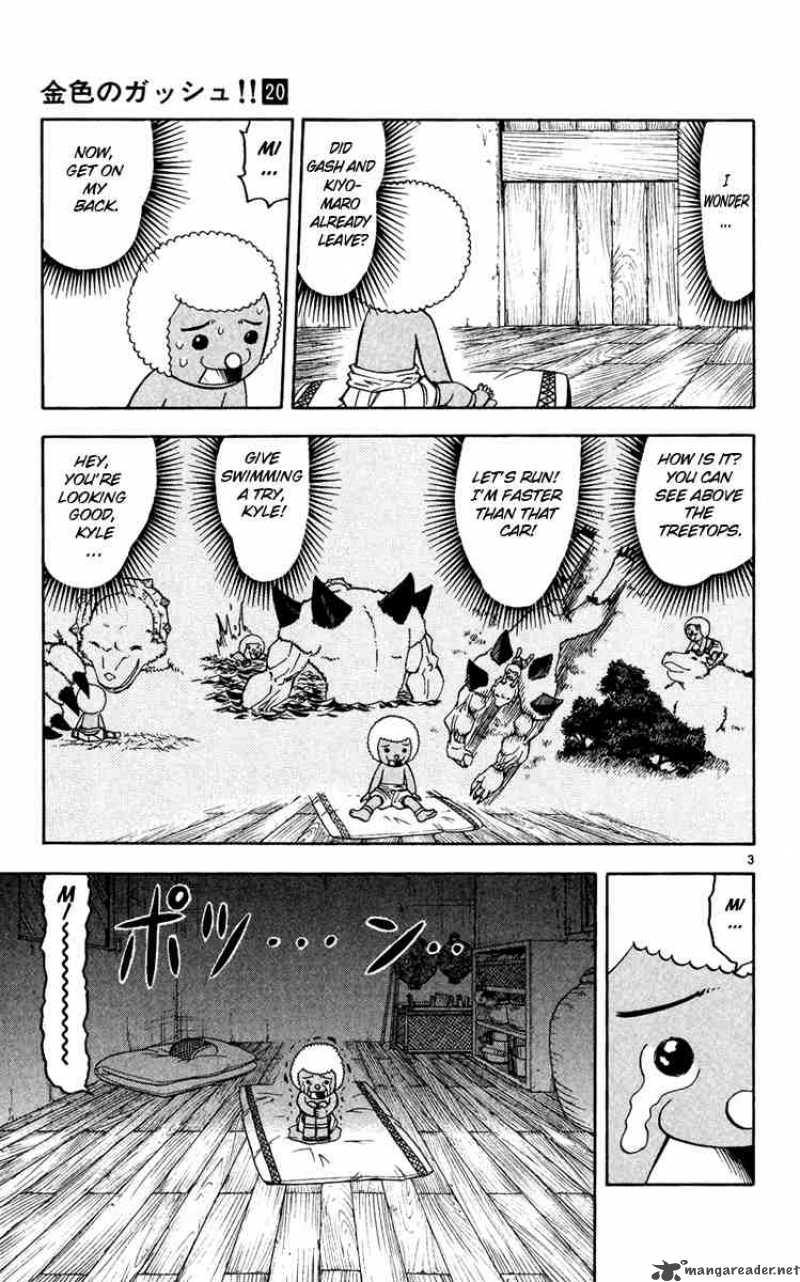 金色のガッシュ!! 20
I
WONDER
...
DID
GASH AND
KIYO-
MARO
ALREADY
LEAVE?
MI
...
NOW,
GET ON
MY
BACK.
HOW IS IT?
YOU CAN
SEE ABOVE
THE
TREETOPS.
LET'S RUN!
I'M FASTER
THAN THAT
CAR!
GIVE
SWIMMING
A TRY,
KYLE!
HEY,
YOU'RE
LOOKING
GOOD,
KYLE
...
3
MI
...
ポッ...ン..
MI~
mangareader.net